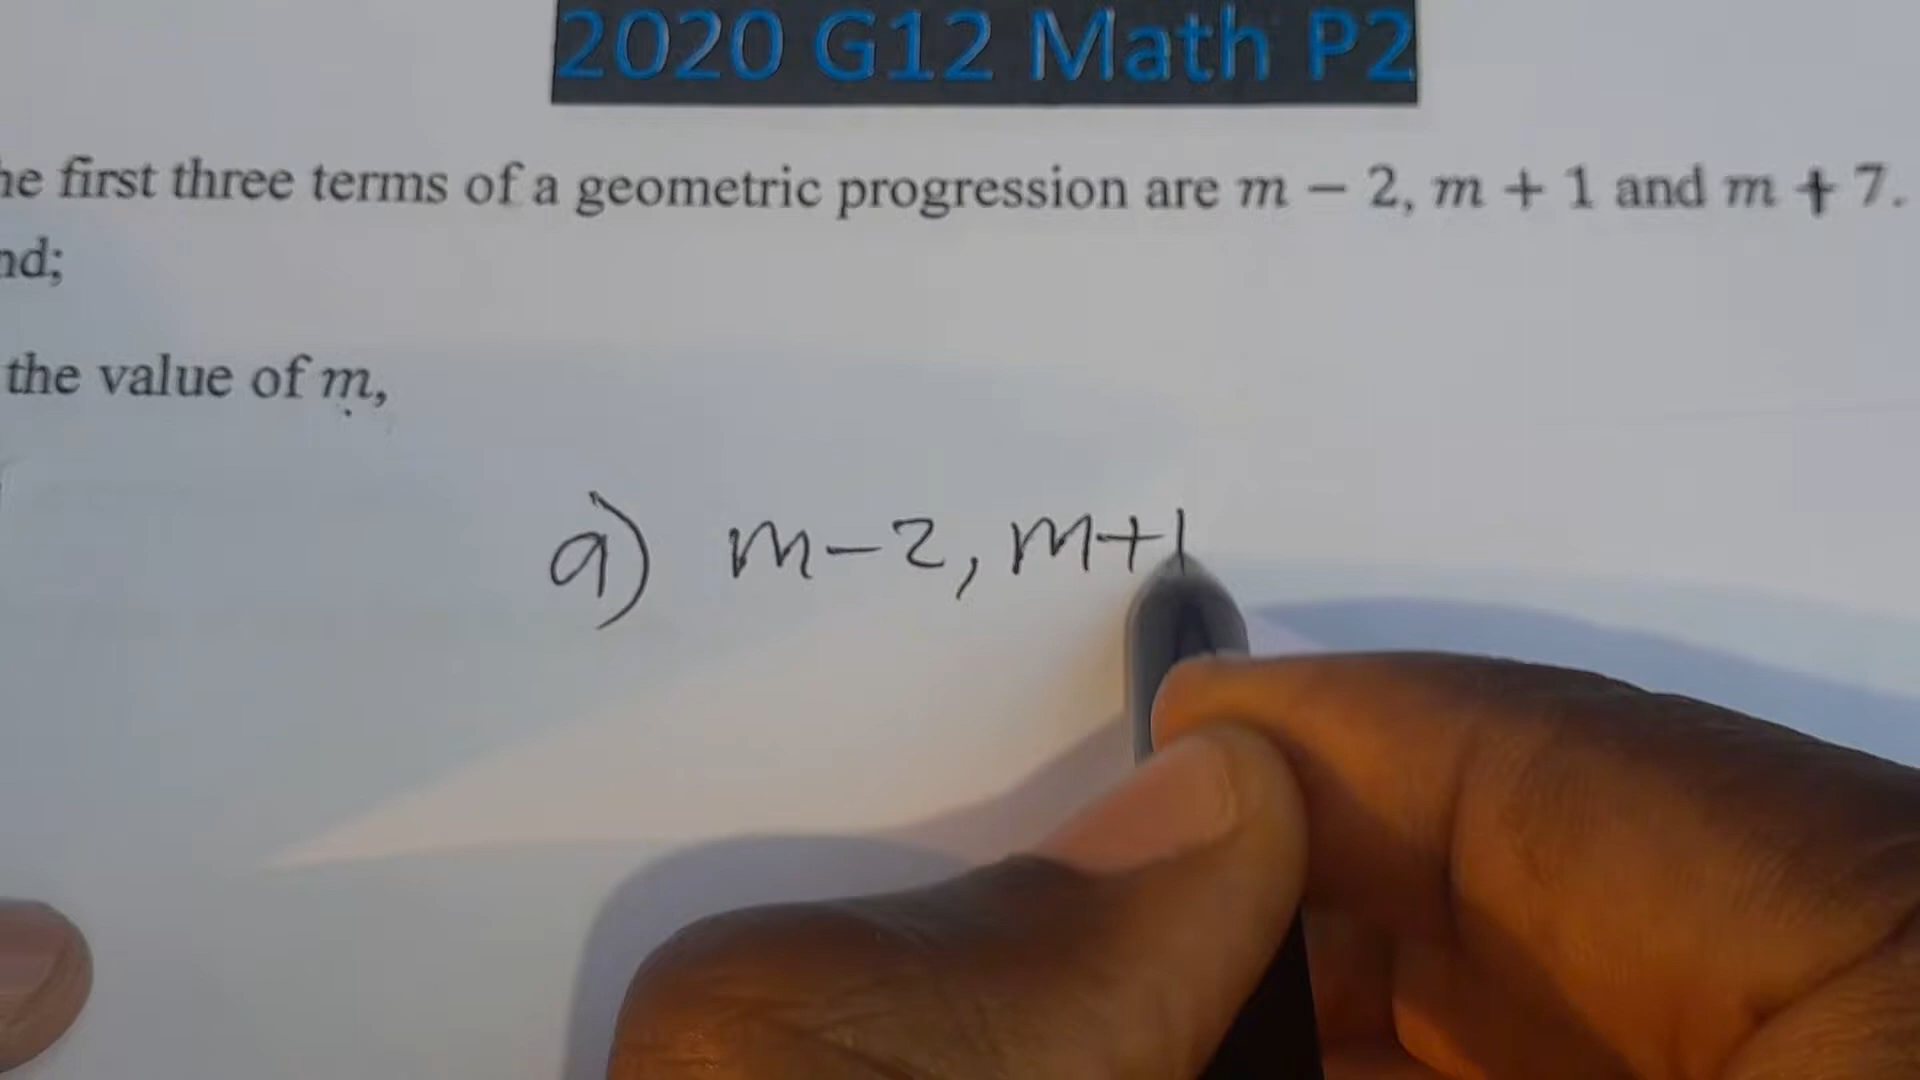 2020 G12 Math P2
he first three terms of a geometric progression are m − 2, m + 1 and m + 7.
nd;
the value of m,
a) m-2, m+1